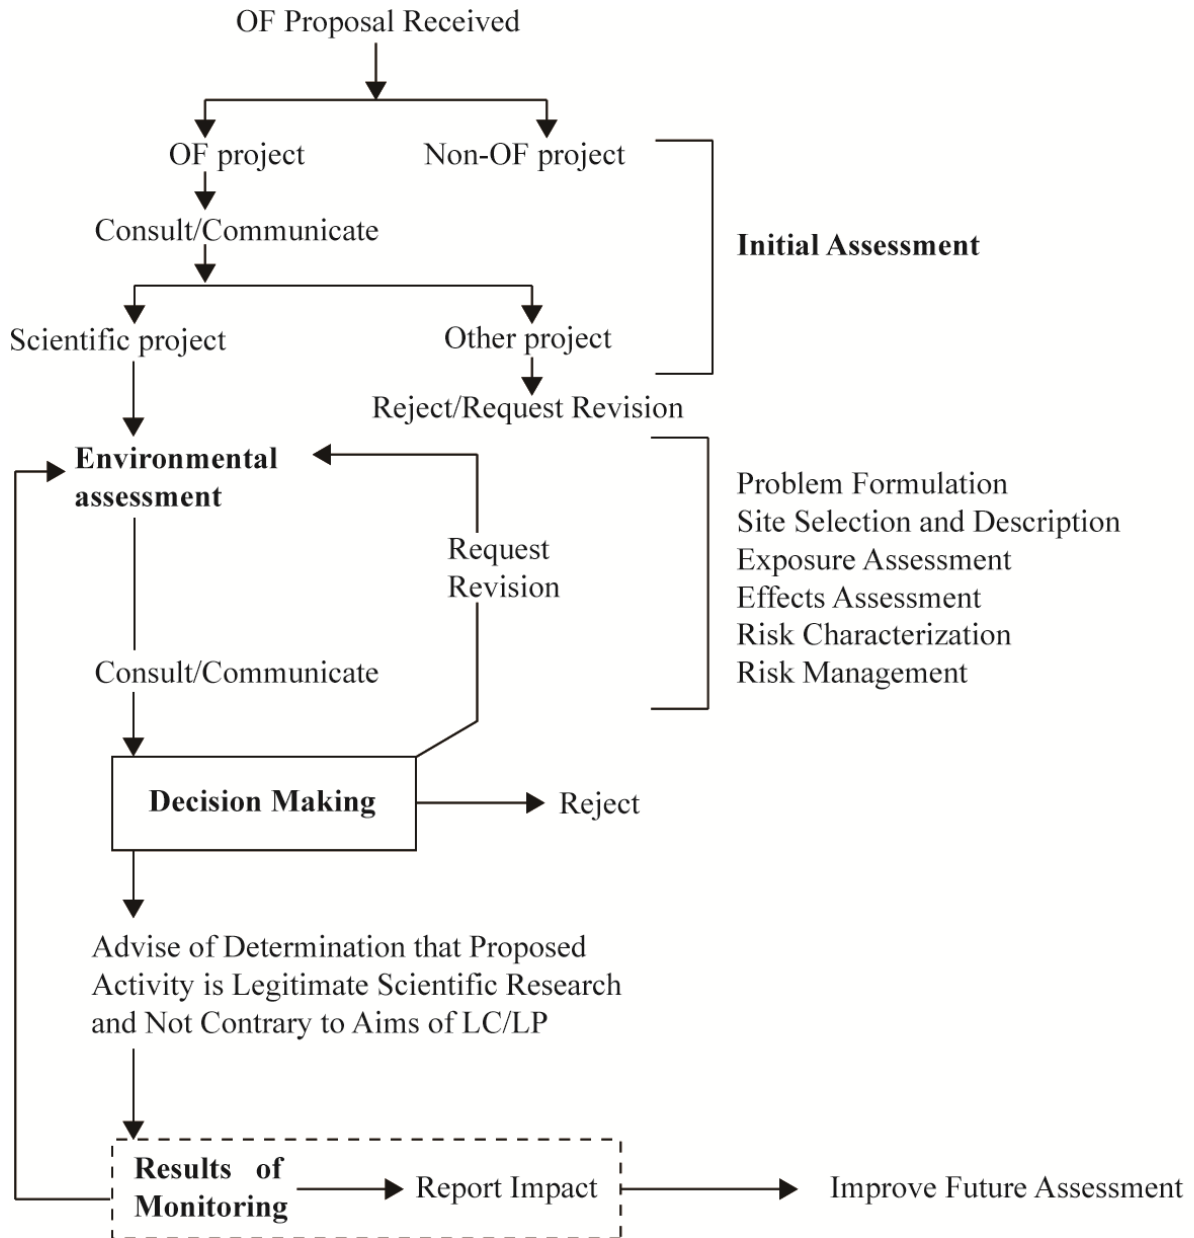 OF Proposal Received
OF project
Non-OF project
Consult/Communicate
Initial Assessment
Scientific project
Other project
Reject/Request Revision
Environmental
assessment
Problem Formulation
Site Selection and Description
Exposure Assessment
Effects Assessment
Risk Characterization
Risk Management
Request
Revision
Consult/Communicate
Decision Making
Reject
Advise of Determination that Proposed
Activity is Legitimate Scientific Research
and Not Contrary to Aims of LC/LP
Results of
Monitoring
Report Impact
Improve Future Assessment